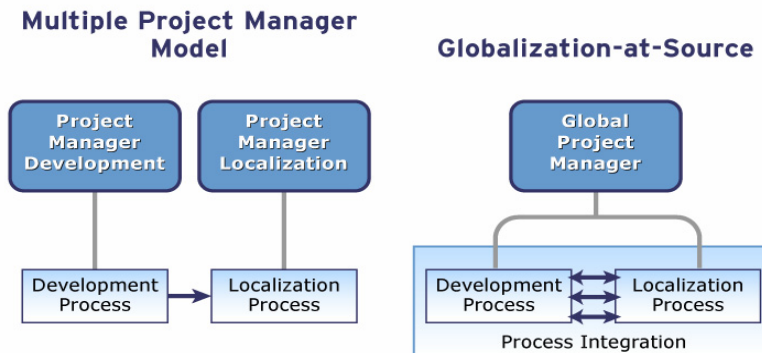 Multiple Project Manager
Model
Project
Manager
Development
Project
Manager
Localization
Development
Process
Localization
Process
Globalization-at-Source
Global
Project
Manager
Development
Process
Localization
Process
Process Integration